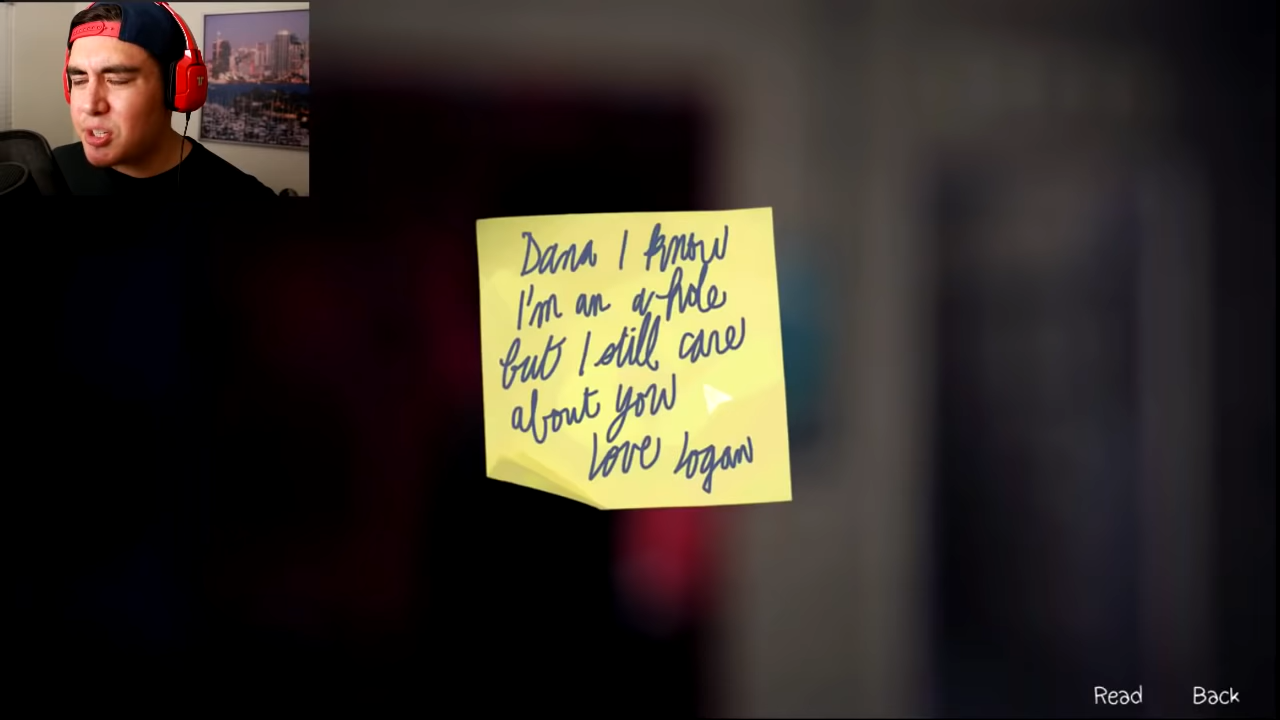 Dana I know
I'm an a-hole
but I still care
about you
Love Logan
Read
Back